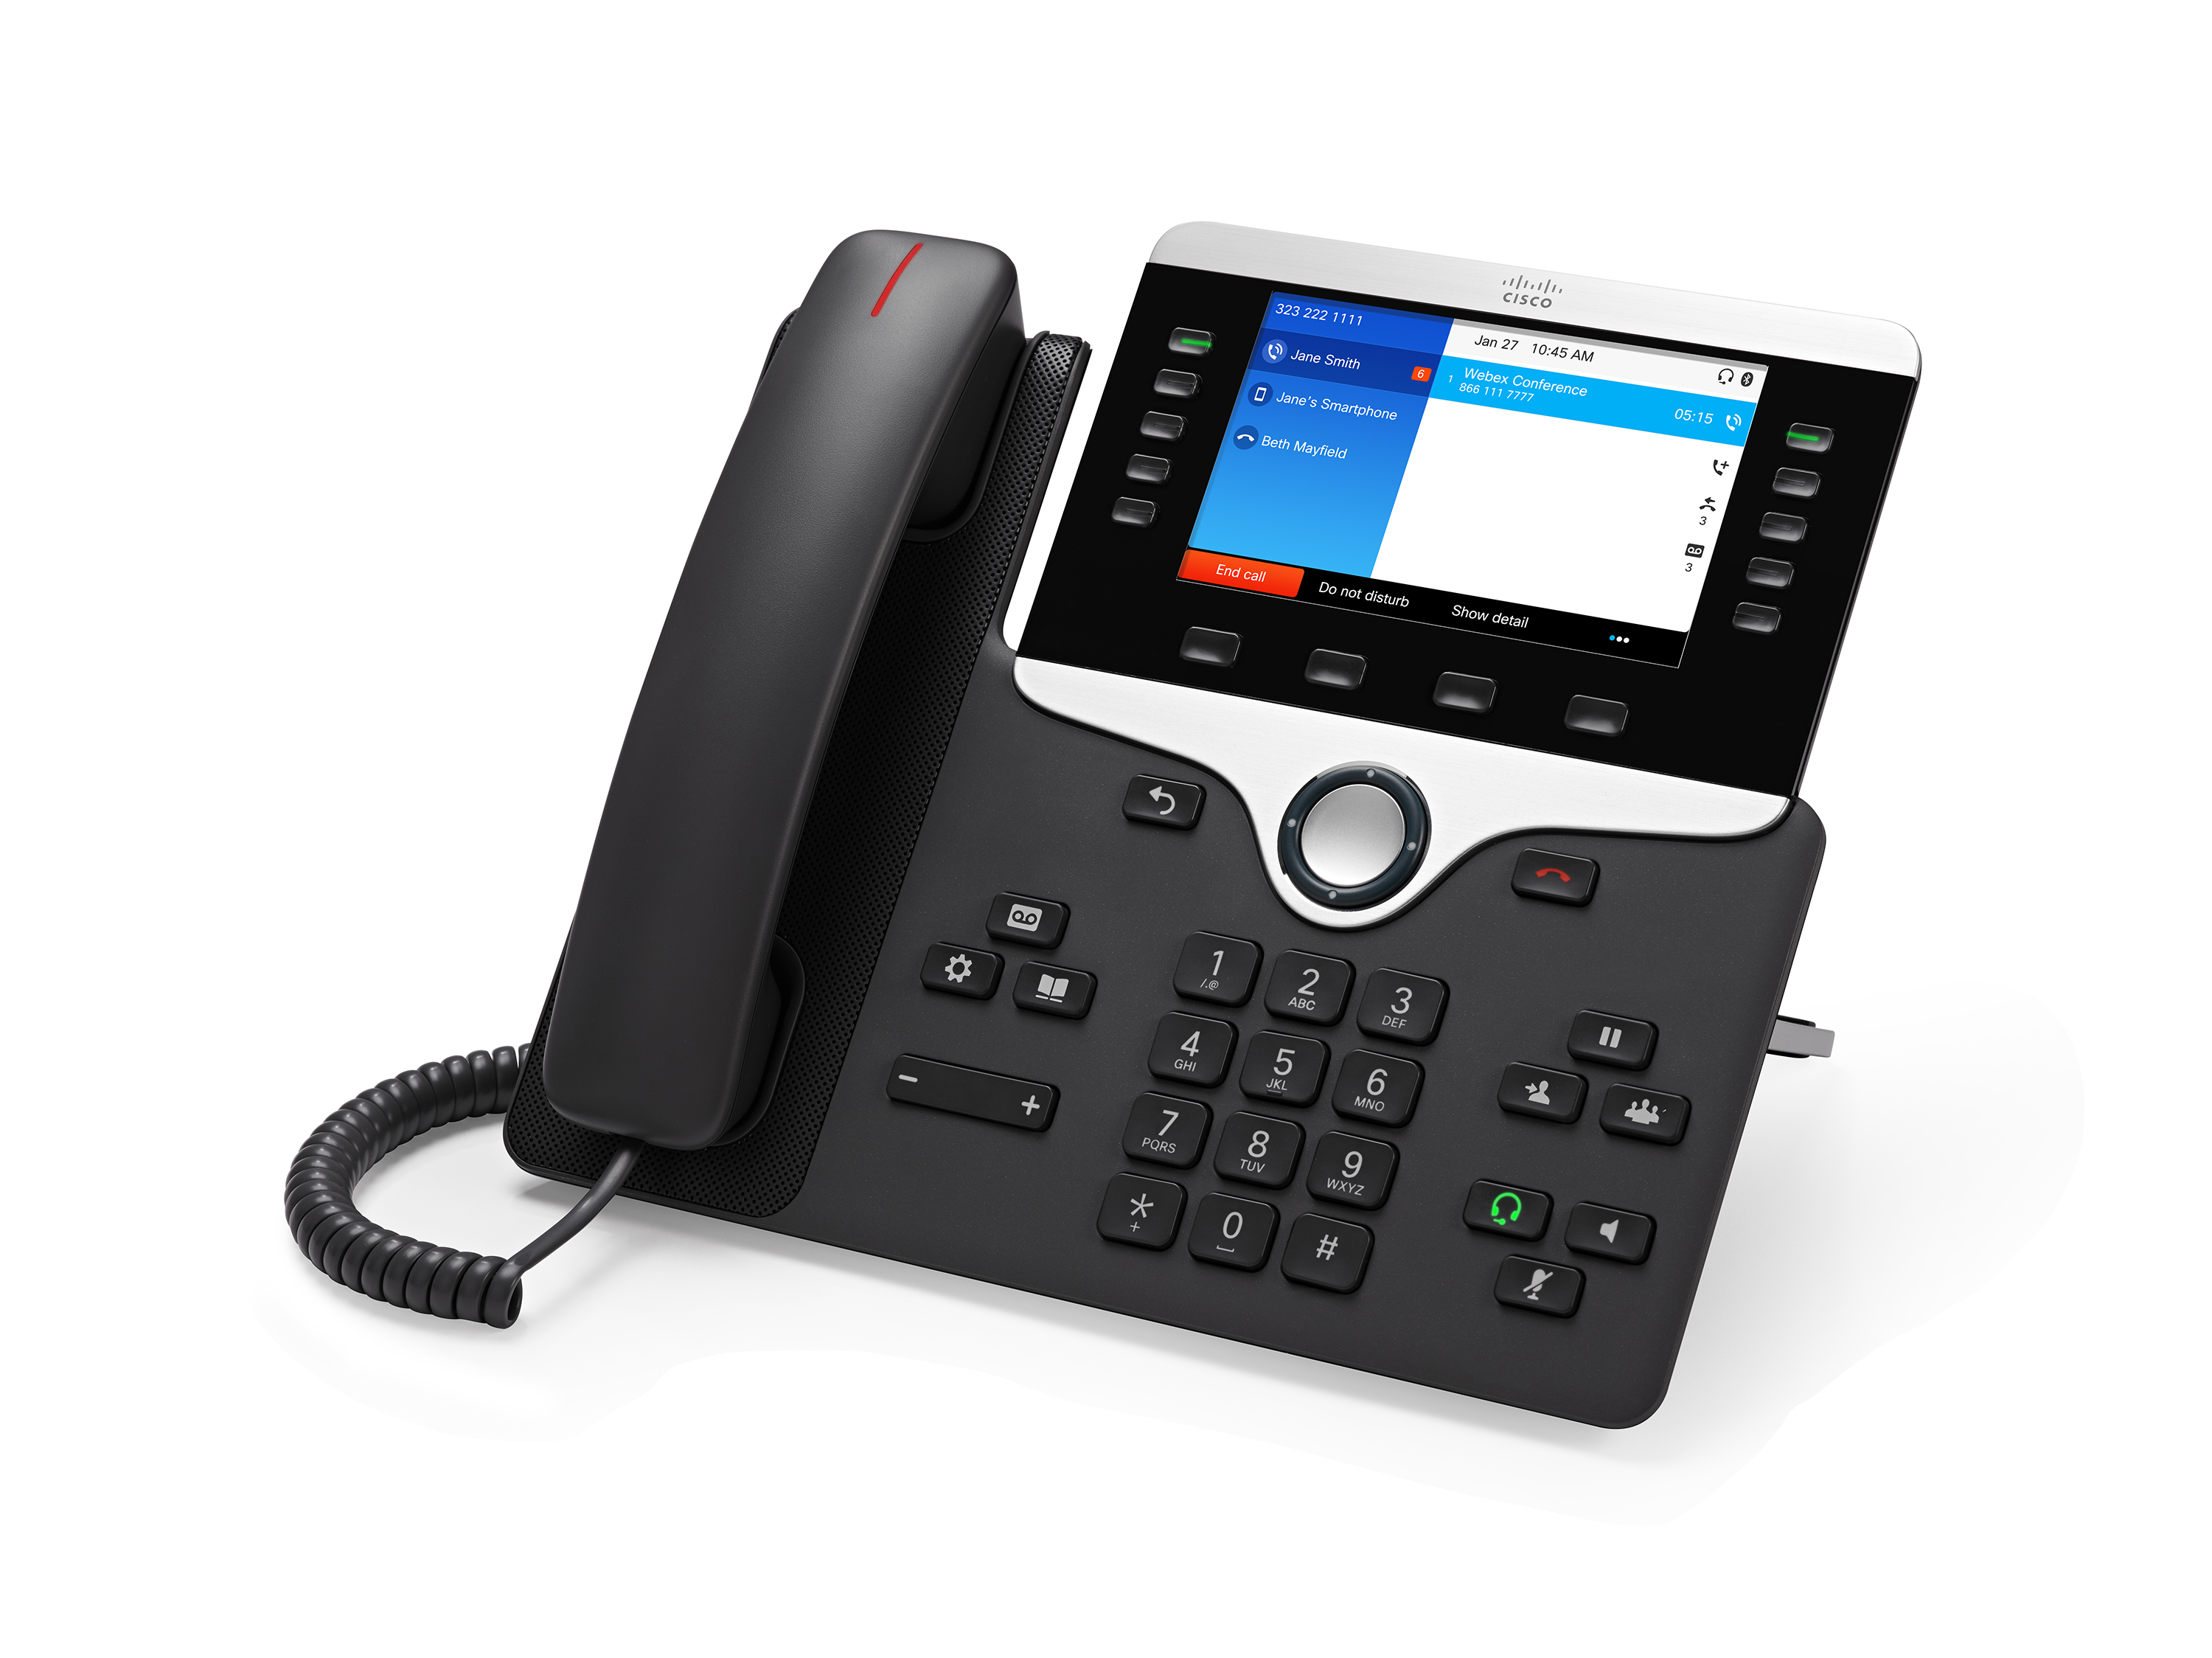 CISCO
323 222 1111
Jan 27 10:45 AM
Jane Smith
6
1 Webex Conference
866 111 7777
05:15
Jane's Smartphone
Beth Mayfield
3
3
End call
Do not disturb
Show detail
1
/.@
2
ABC
3
DEF
4
GHI
5
JKL
6
MNO
7
PQRS
8
TUV
9
WXYZ
*
+
0
#
- +